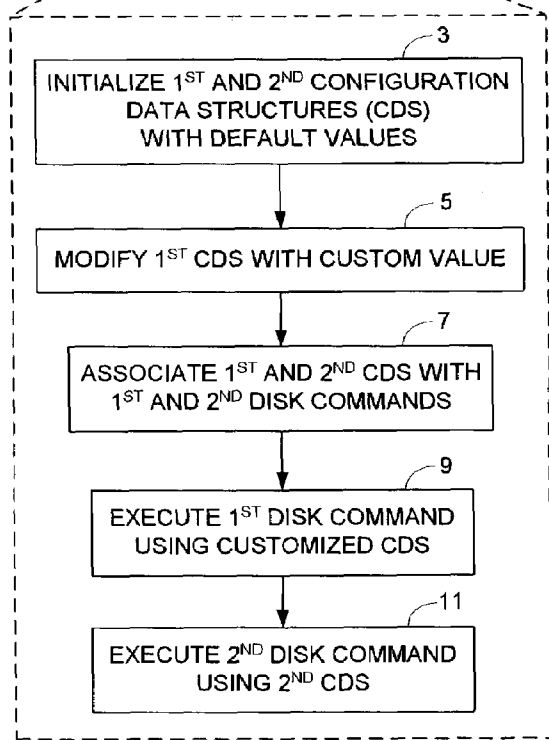 3
INITIALIZE 1ST AND 2ND CONFIGURATION
DATA STRUCTURES (CDS)
WITH DEFAULT VALUES
5
MODIFY 1ST CDS WITH CUSTOM VALUE
7
ASSOCIATE 1ST AND 2ND CDS WITH
1ST AND 2ND DISK COMMANDS
9
EXECUTE 1ST DISK COMMAND
USING CUSTOMIZED CDS
11
EXECUTE 2ND DISK COMMAND
USING 2ND CDS